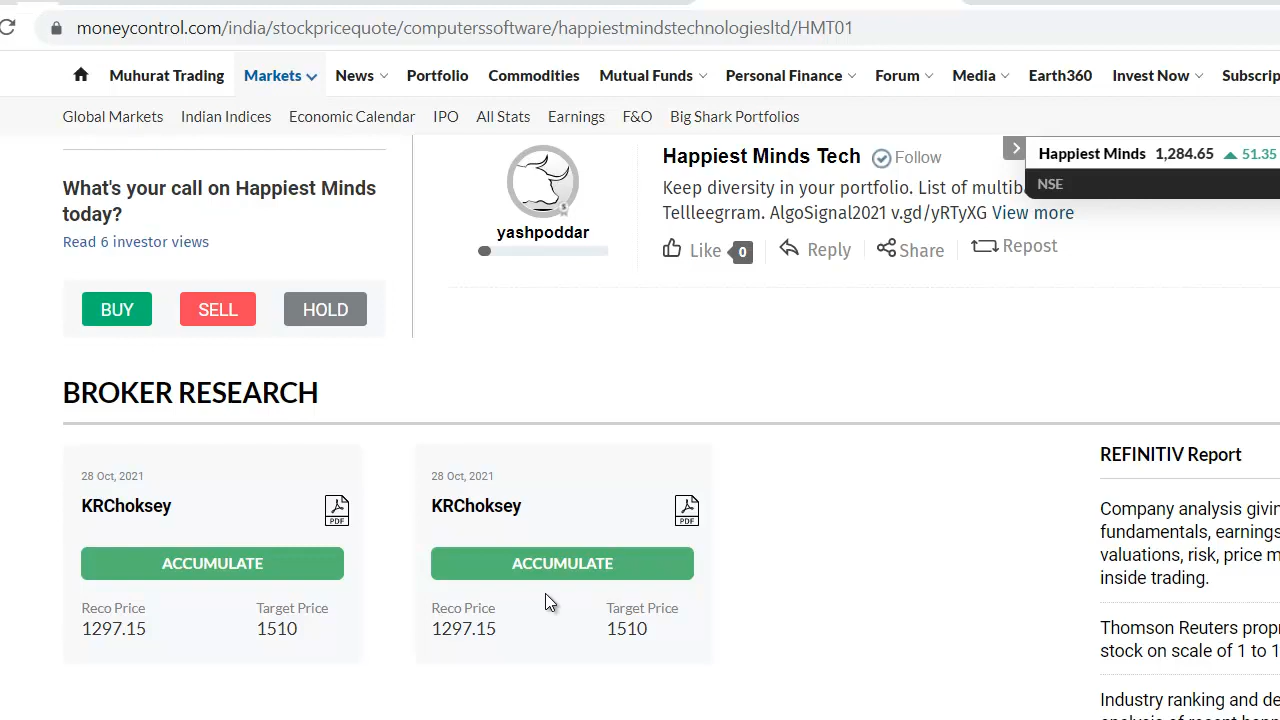 moneycontrol.com/india/stockpricequote/computerssoftware/happiestmindstechnologiesltd/HMT01
Muhurat Trading Markets News Portfolio Commodities Mutual Funds Personal Finance Forum Media Earth360 Invest Now Subscrip
Global Markets Indian Indices Economic Calendar IPO All Stats Earnings F&O Big Shark Portfolios
What's your call on Happiest Minds
today?
Read 6 investor views
BUY SELL HOLD
yashpoddar
Happiest Minds Tech Follow
Keep diversity in your portfolio. List of multiba
Tellleegrram. AlgoSignal2021 v.gd/yRTyXG View more
Like 0 Reply Share Repost
Happiest Minds 1,284.65 51.35
NSE
BROKER RESEARCH
28 Oct, 2021
KRChoksey
PDF
ACCUMULATE
Reco Price Target Price
1297.15 1510
28 Oct, 2021
KRChoksey
PDF
ACCUMULATE
Reco Price Target Price
1297.15 1510
REFINITIV Report
Company analysis givin
fundamentals, earnings
valuations, risk, price m
inside trading.
Thomson Reuters propr
stock on scale of 1 to 1
Industry ranking and de